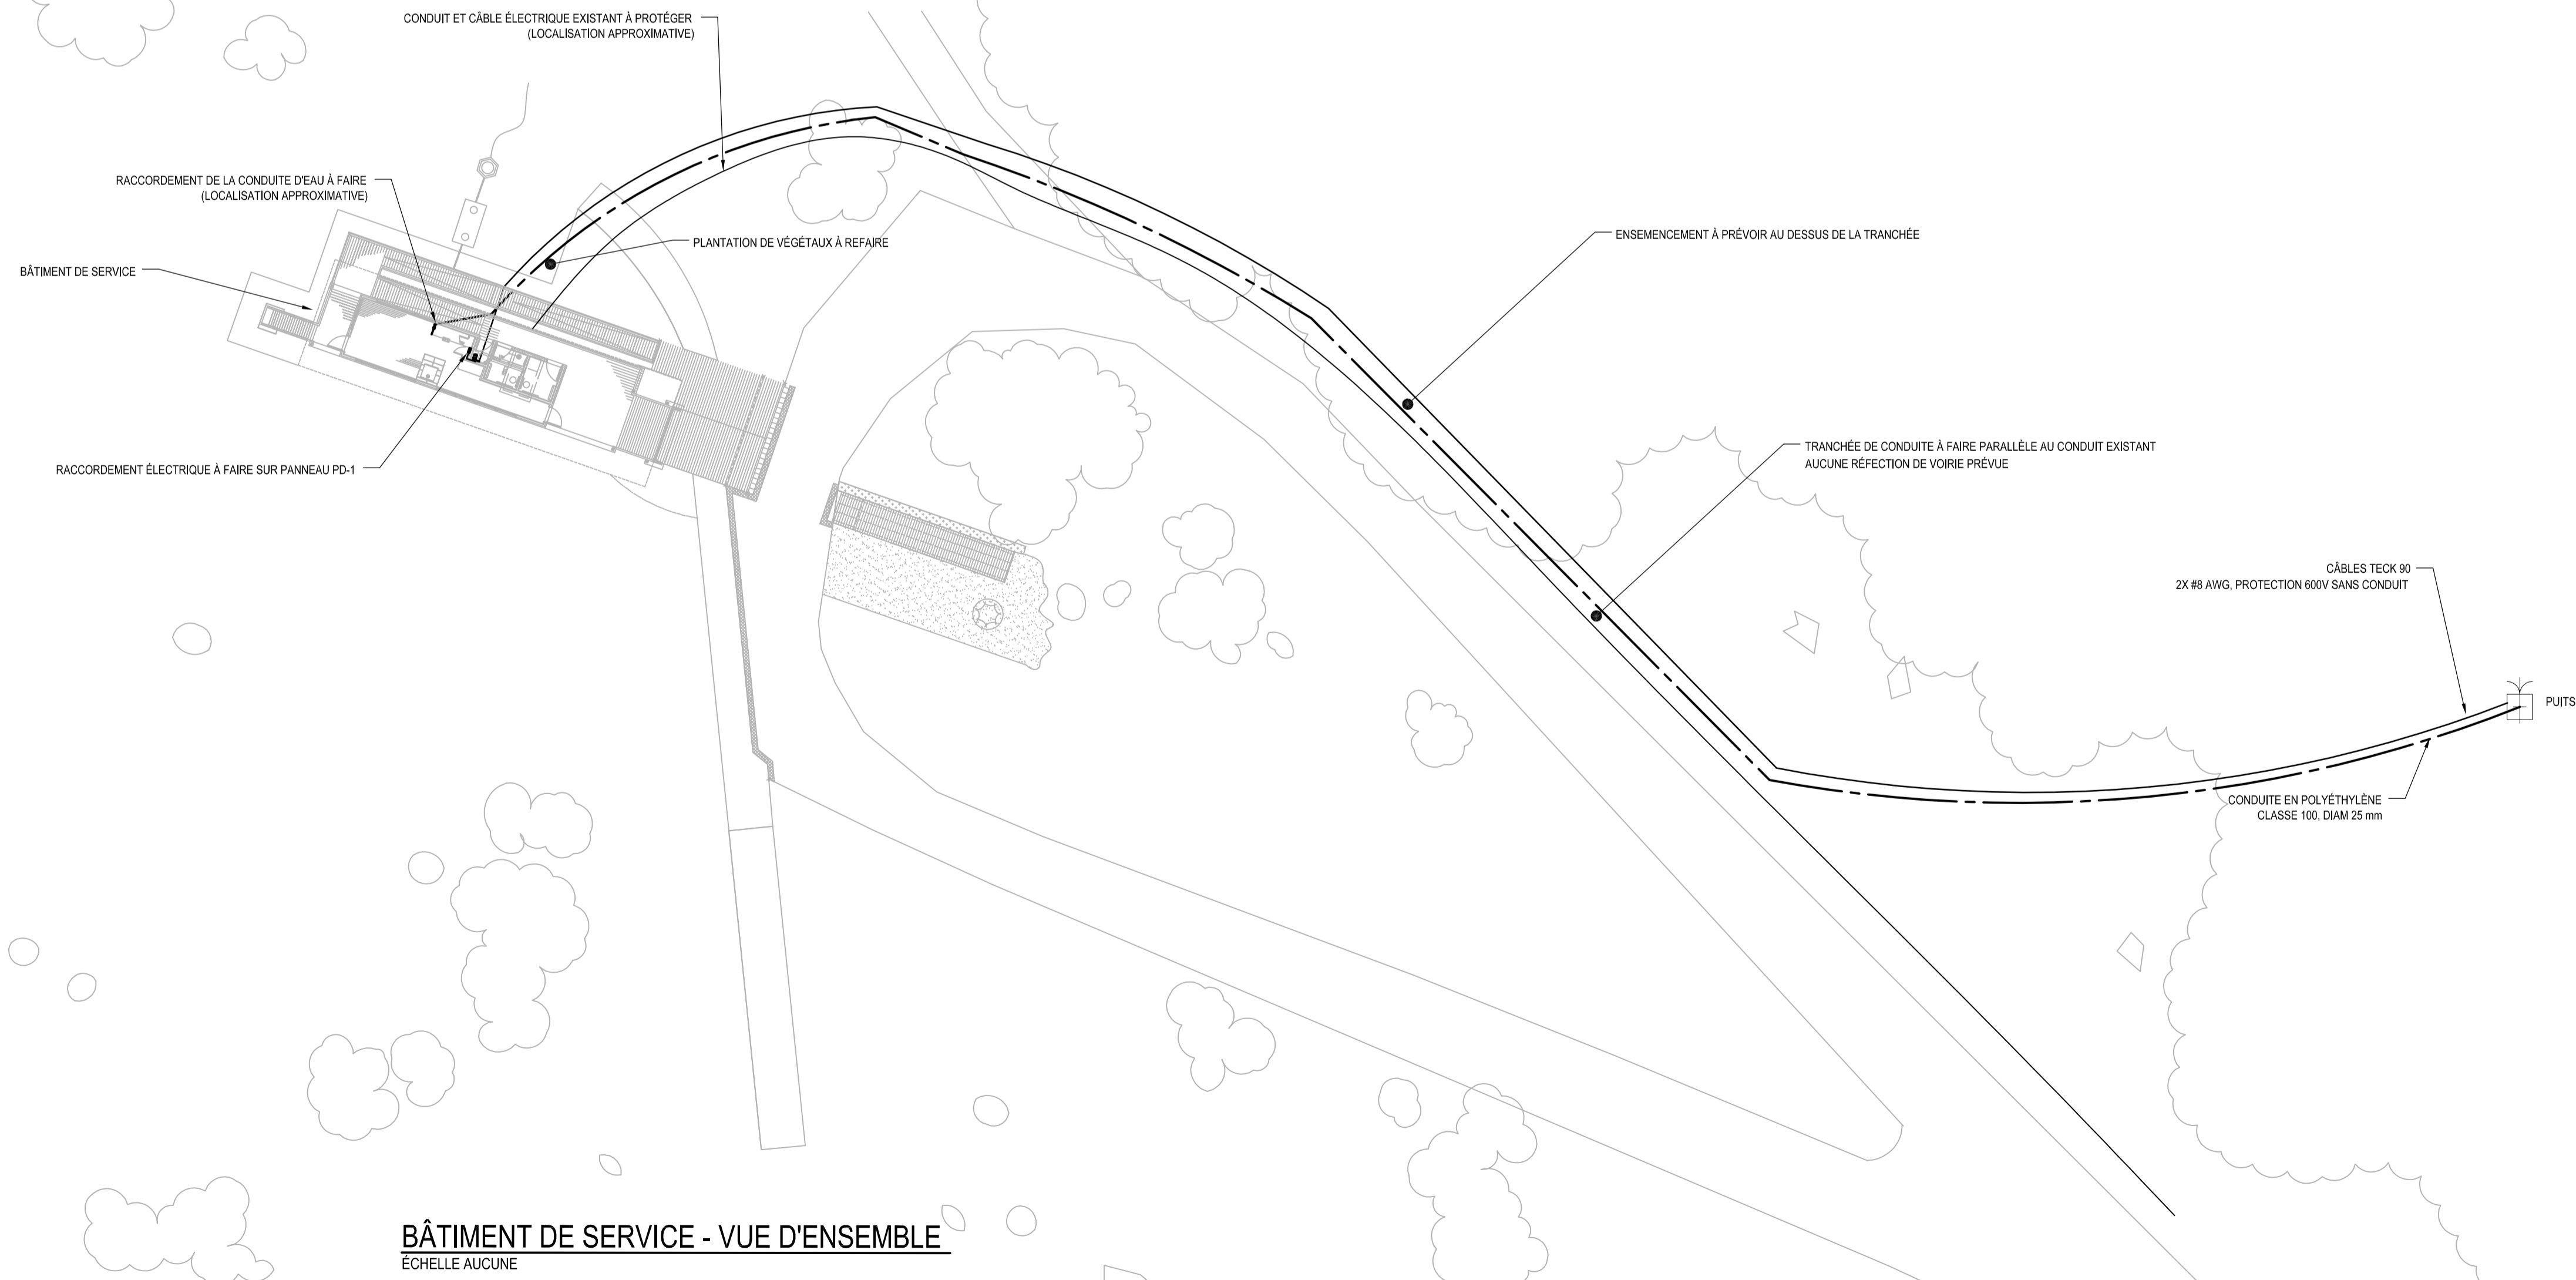 CONDUIT ET CÂBLE ÉLECTRIQUE EXISTANT À PROTÉGER
(LOCALISATION APPROXIMATIVE)
RACCORDEMENT DE LA CONDUITE D'EAU À FAIRE
(LOCALISATION APPROXIMATIVE)
PLANTATION DE VÉGÉTAUX À REFAIRE
ENSEMENCEMENT À PRÉVOIR AU DESSUS DE LA TRANCHÉE
BÂTIMENT DE SERVICE
RACCORDEMENT ÉLECTRIQUE À FAIRE SUR PANNEAU PD-1
TRANCHÉE DE CONDUITE À FAIRE PARALLÈLE AU CONDUIT EXISTANT
AUCUNE RÉFECTION DE VOIRIE PRÉVUE
CÂBLES TECK 90
2X #8 AWG, PROTECTION 600V SANS CONDUIT
PUITS
CONDUITE EN POLYÉTHYLÈNE
CLASSE 100, DIAM 25 mm
BÂTIMENT DE SERVICE - VUE D'ENSEMBLE
ÉCHELLE AUCUNE